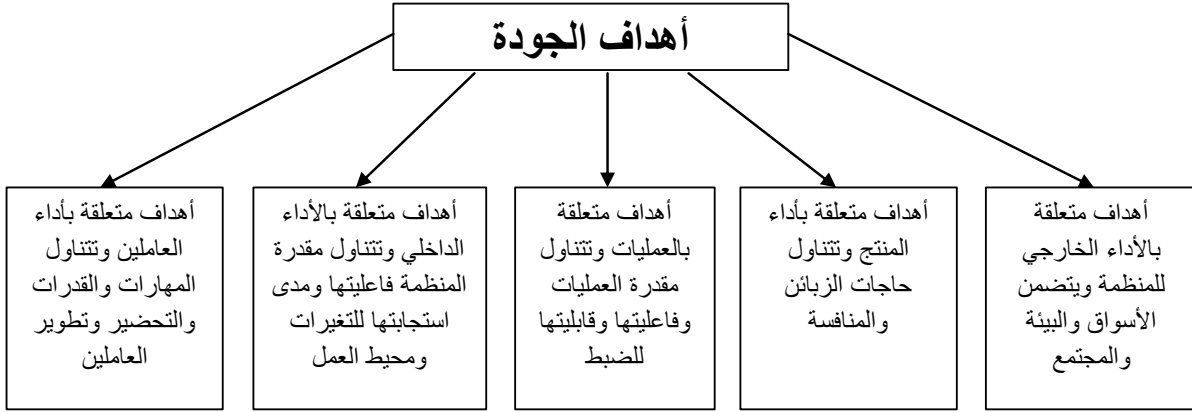 أهداف الجودة
أهداف متعلقة
بالأداء الخارجي
للمنظمة ويتضمن
الأسواق والبيئة
والمجتمع
أهداف متعلقة بأداء
المنتج وتتناول
حاجات الزبائن
والمنافسة
أهداف متعلقة
بالعمليات وتتناول
مقدرة العمليات
وفاعليتها وقابليتها
للضبط
أهداف متعلقة بالأداء
الداخلي وتتناول مقدرة
المنظمة فاعليتها ومدى
استجابتها للتغيرات
ومحيط العمل
أهداف متعلقة بأداء
العاملين وتتناول
المهارات والقدرات
والتحضير وتطوير
العاملين